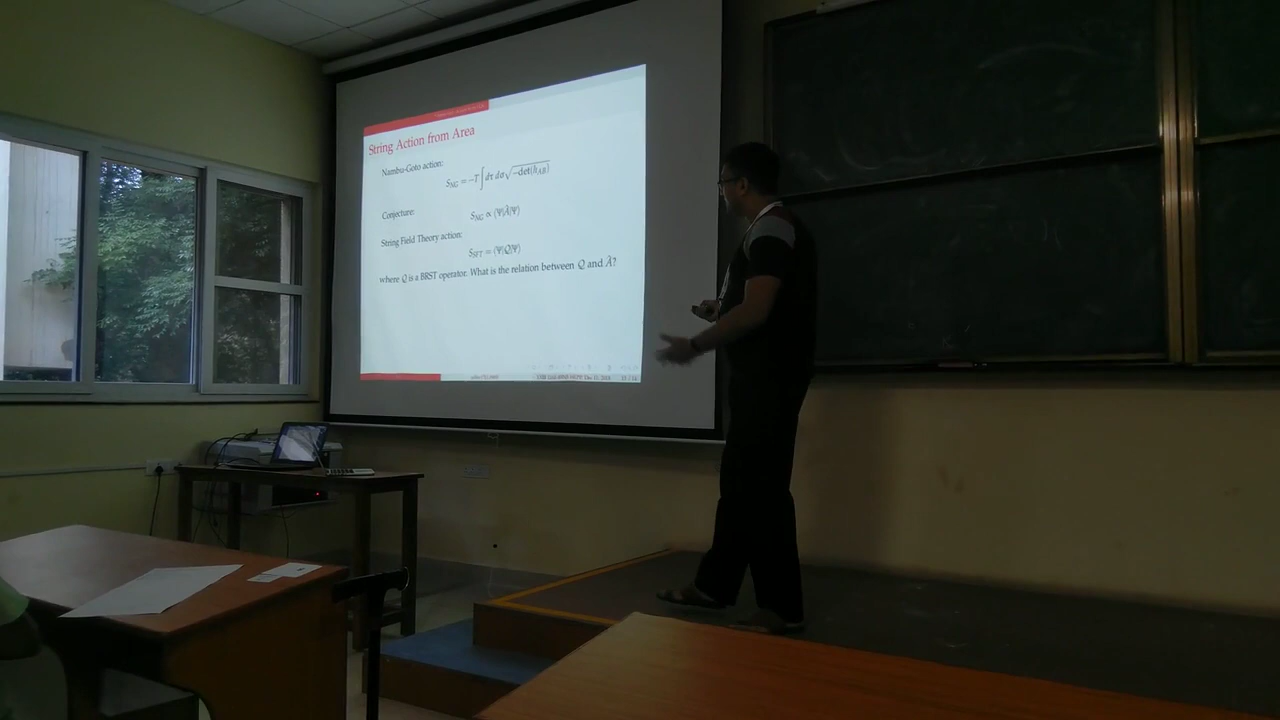 String Action from Area
Nambu-Goto action:
S_NG = −T ∫ dτ dσ √−det(h_AB)
Conjecture:
S_NG ∝ ⟨Ψ|Â|Ψ⟩
String Field Theory action:
S_SFT = ⟨Ψ|Q|Ψ⟩
where Q is a BRST operator. What is the relation between Q and Â?